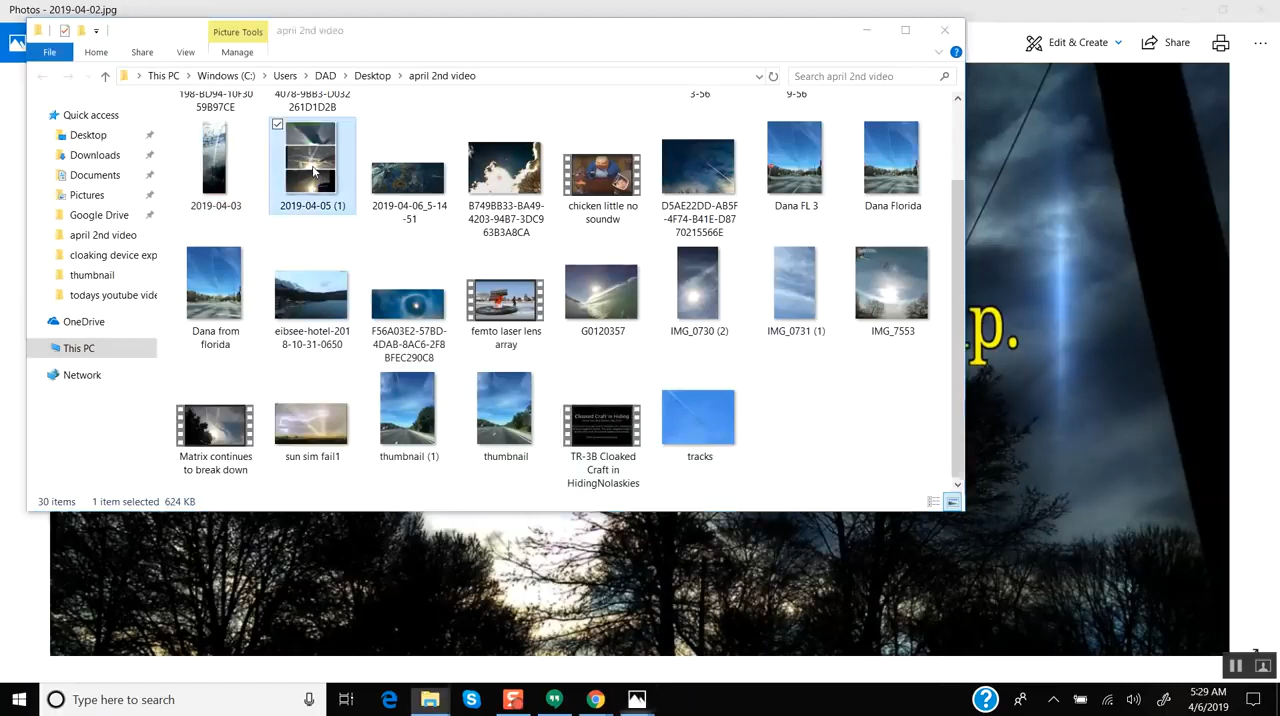 Photos - 2019-04-02.jpg
Picture Tools
april 2nd video
File
Home
Share
View
Manage
Edit & Create
Share
This PC
Windows (C:)
Users
DAD
Desktop
april 2nd video
Search april 2nd video
198-BD94-10F30
59B97CE
4078-9BB3-D032
261D1D2B
3-56
9-56
Quick access
Desktop
Downloads
Documents
Pictures
Google Drive
april 2nd video
cloaking device exp
thumbnail
todays youtube vide
OneDrive
This PC
Network
2019-04-03
2019-04-05 (1)
2019-04-06_5-14
-51
B749BB33-BA49-
4203-94B7-3DC9
63B3A8CA
chicken little no
soundw
D5AE22DD-AB5F
-4F74-B41E-D87
70215566E
Dana FL 3
Dana Florida
Dana from
florida
eibsee-hotel-201
8-10-31-0650
F56A03E2-57BD-
4DAB-8AC6-2F8
BFEC290C8
femto laser lens
array
G0120357
IMG_0730 (2)
IMG_0731 (1)
IMG_7553
Matrix continues
to break down
sun sim fail1
thumbnail (1)
thumbnail
Cloaked Craft in Hiding
TR-3B Cloaked
Craft in
HidingNolaskies
tracks
p.
30 items
1 item selected
624 KB
Type here to search
5:29 AM
4/6/2019